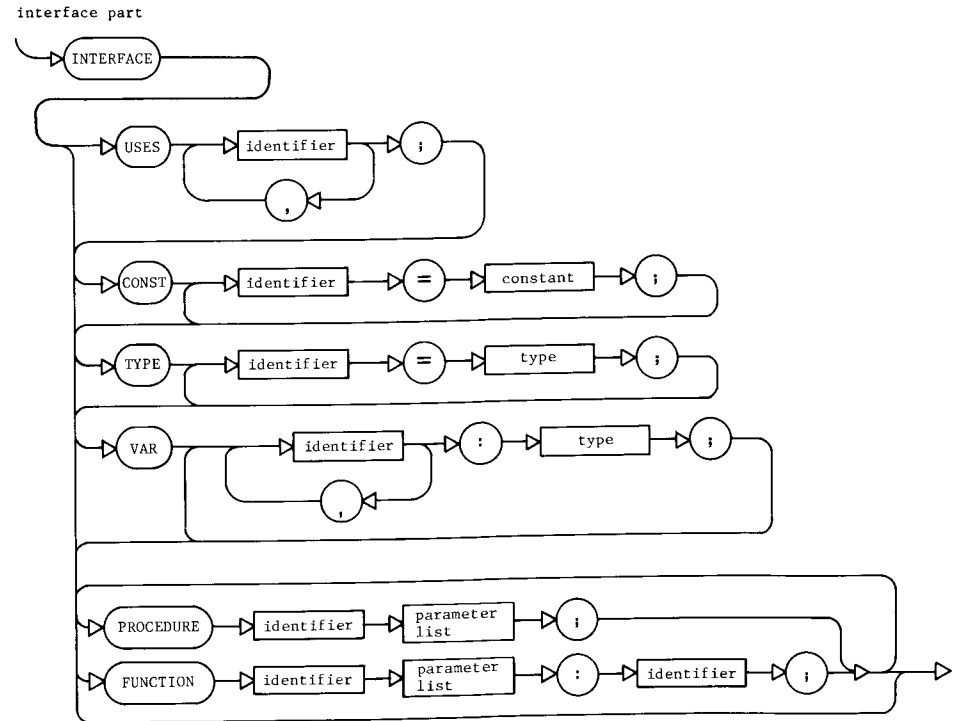 interface part
INTERFACE
USES identifier ;
,
CONST identifier = constant ;
TYPE identifier = type ;
VAR identifier : type ;
,
PROCEDURE identifier parameter list ;
FUNCTION identifier parameter list : identifier ;